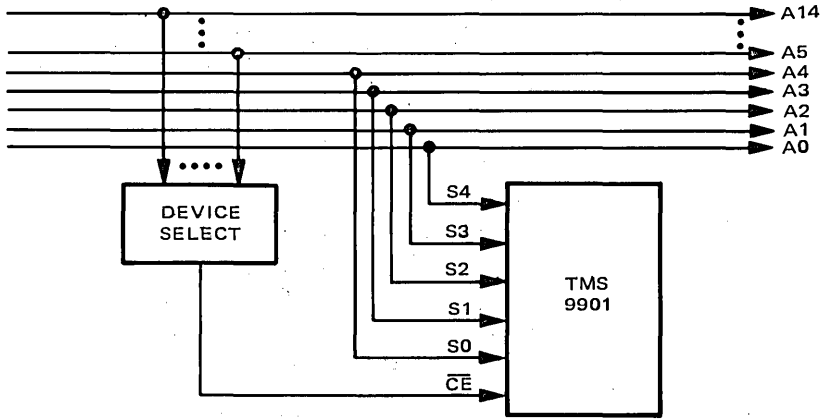 A14
A5
A4
A3
A2
A1
A0
DEVICE
SELECT
S4
S3
S2
S1
S0
CE
TMS
9901